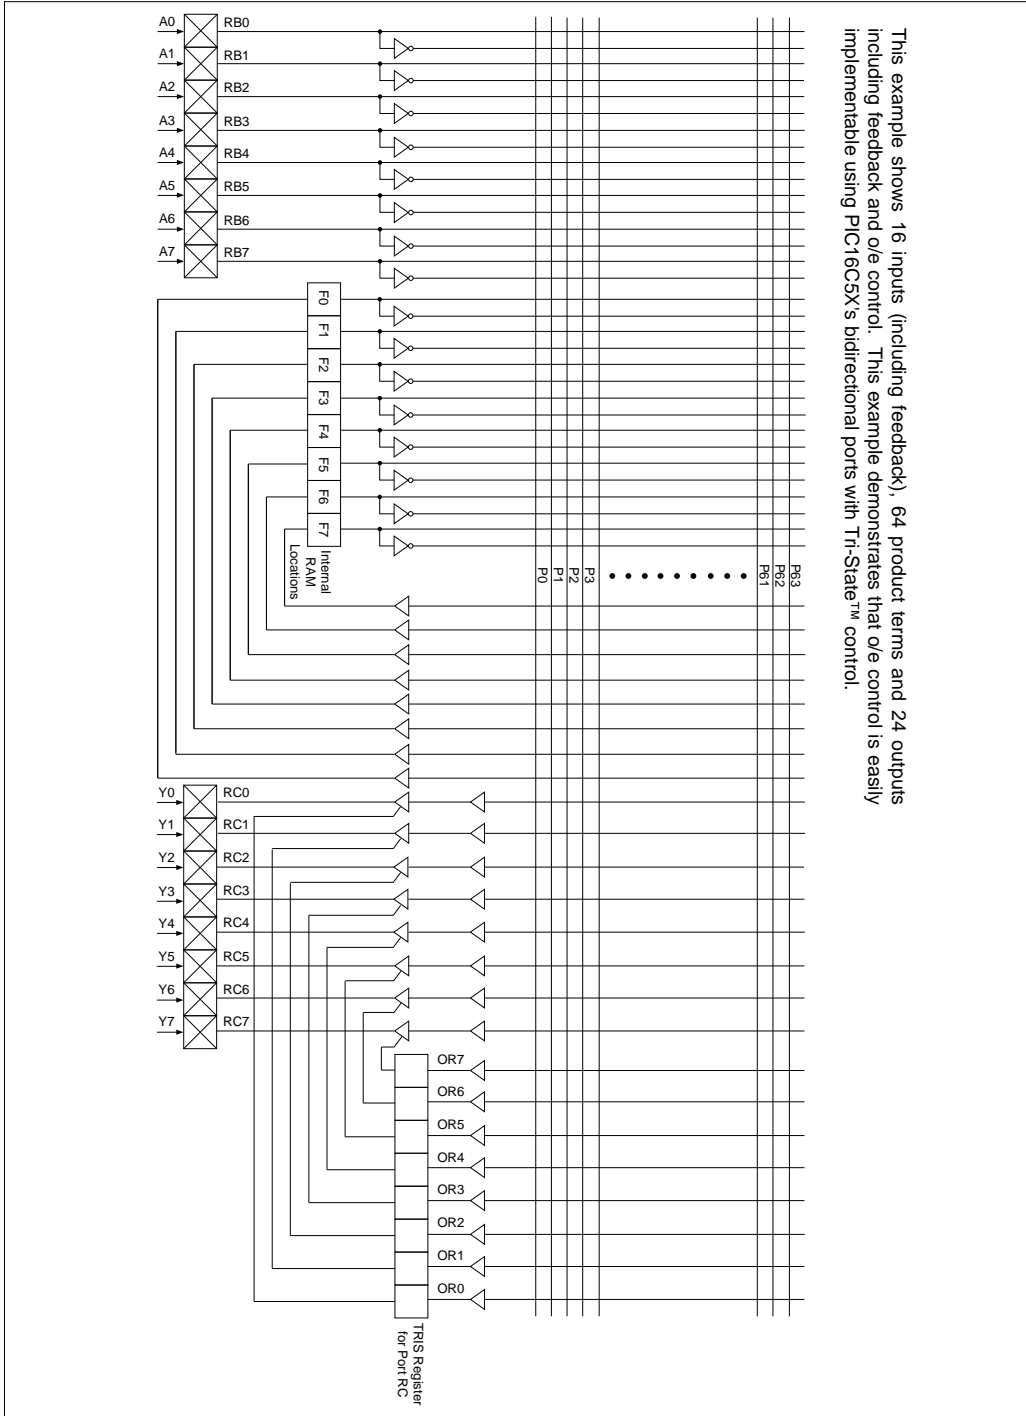 This example shows 16 inputs (including feedback), 64 product terms and 24 outputs
including feedback and o/e control. This example demonstrates that o/e control is easily
implementable using PIC16C5X's bidirectional ports with Tri-State™ control.
A0 RB0
A1 RB1
A2 RB2
A3 RB3
A4 RB4
A5 RB5
A6 RB6
A7 RB7
F0
F1
F2
F3
F4
F5
F6
F7
Internal
RAM
Locations
P0
P1
P2
P3
P61
P62
P63
Y0 RC0
Y1 RC1
Y2 RC2
Y3 RC3
Y4 RC4
Y5 RC5
Y6 RC6
Y7 RC7
OR7
OR6
OR5
OR4
OR3
OR2
OR1
OR0
TRIS Register
for Port RC